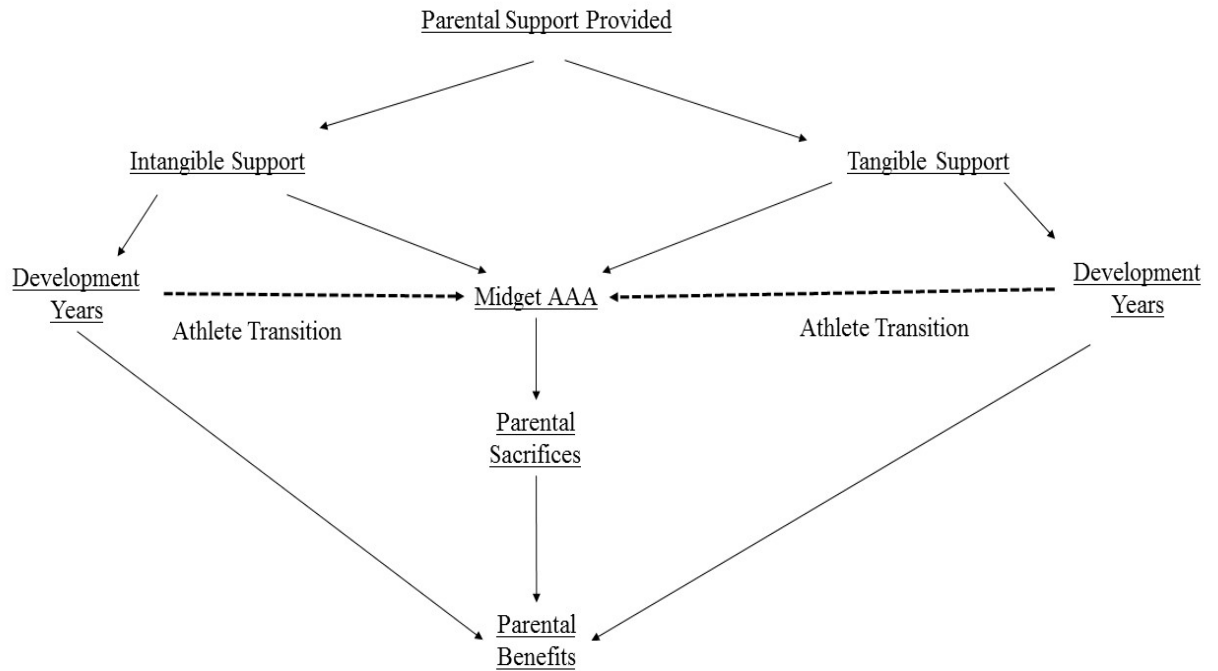 Parental Support Provided
Intangible Support
Tangible Support
Development
Years
Midget AAA
Development
Years
Athlete Transition
Athlete Transition
Parental
Sacrifices
Parental
Benefits